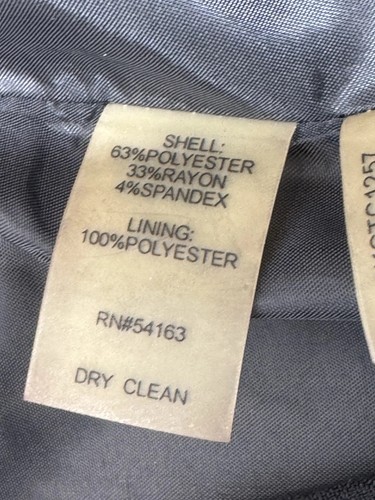 SHELL:
63%POLYESTER
33%RAYON
4%SPANDEX
LINING:
100%POLYESTER
RN#54163
DRY CLEAN